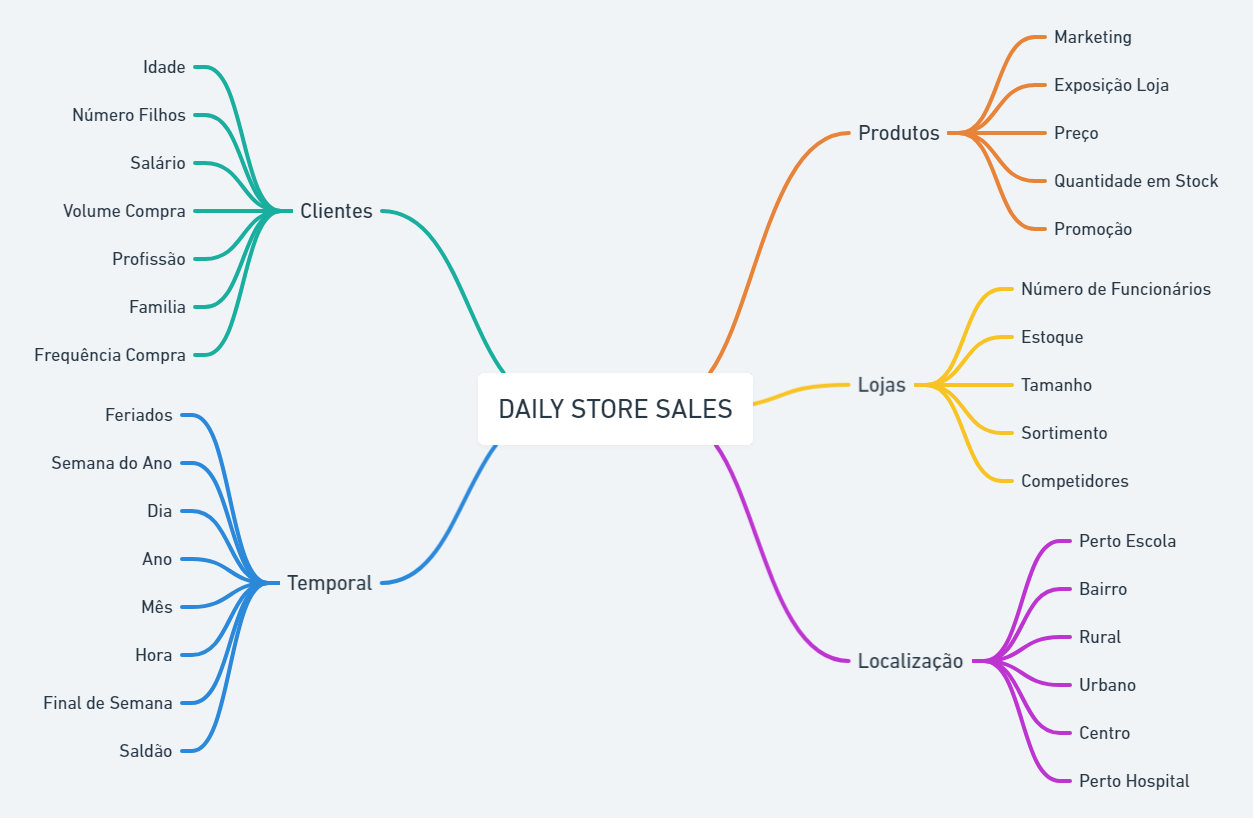 DAILY STORE SALES
Clientes
Idade
Número Filhos
Salário
Volume Compra
Profissão
Familia
Frequência Compra
Temporal
Feriados
Semana do Ano
Dia
Ano
Mês
Hora
Final de Semana
Saldão
Produtos
Marketing
Exposição Loja
Preço
Quantidade em Stock
Promoção
Lojas
Número de Funcionários
Estoque
Tamanho
Sortimento
Competidores
Localização
Perto Escola
Bairro
Rural
Urbano
Centro
Perto Hospital